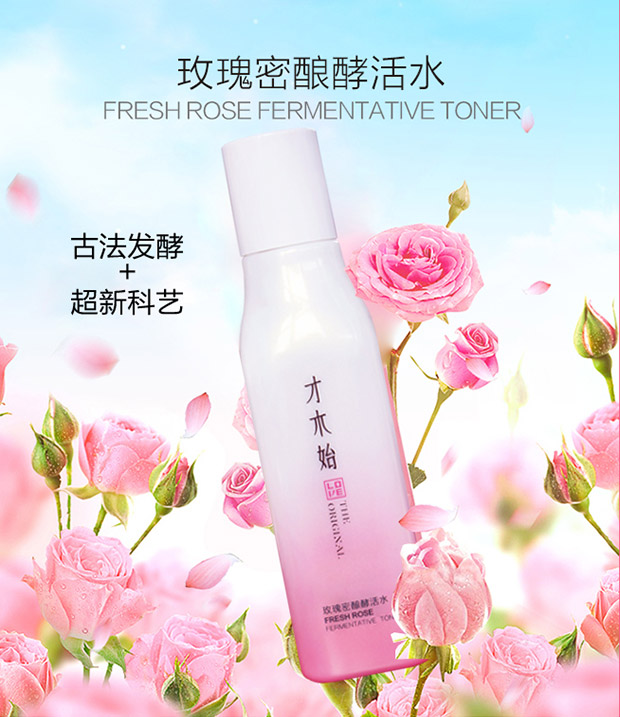 玫瑰密酿酵活水
FRESH ROSE FERMENTATIVE TONER
古法发酵
+
超新科艺
才木始
LOVE
THE ORIGINAL
玫瑰密酿酵活水
FRESH ROSE
FERMENTATIVE TON